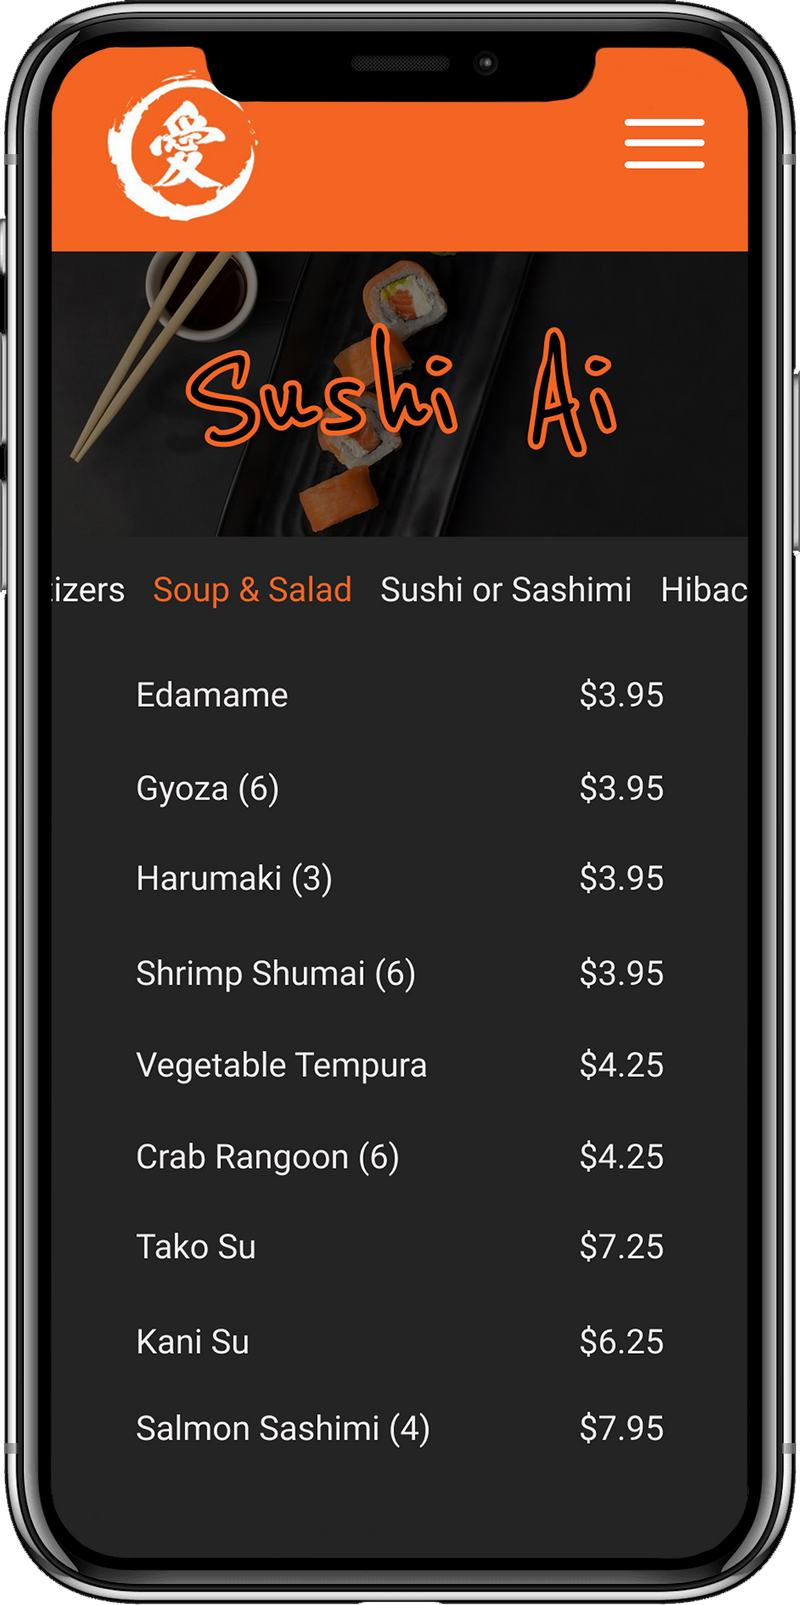 愛
Sushi Ai
tizers Soup & Salad Sushi or Sashimi Hibac
Edamame $3.95
Gyoza (6) $3.95
Harumaki (3) $3.95
Shrimp Shumai (6) $3.95
Vegetable Tempura $4.25
Crab Rangoon (6) $4.25
Tako Su $7.25
Kani Su $6.25
Salmon Sashimi (4) $7.95